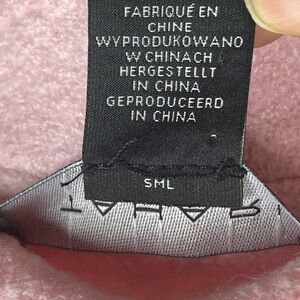 FABRIQUÉ EN
CHINE
WYPRODUKOWANO
W CHINACH
HERGESTELLT
IN CHINA
GEPRODUCEERD
IN CHINA
SML